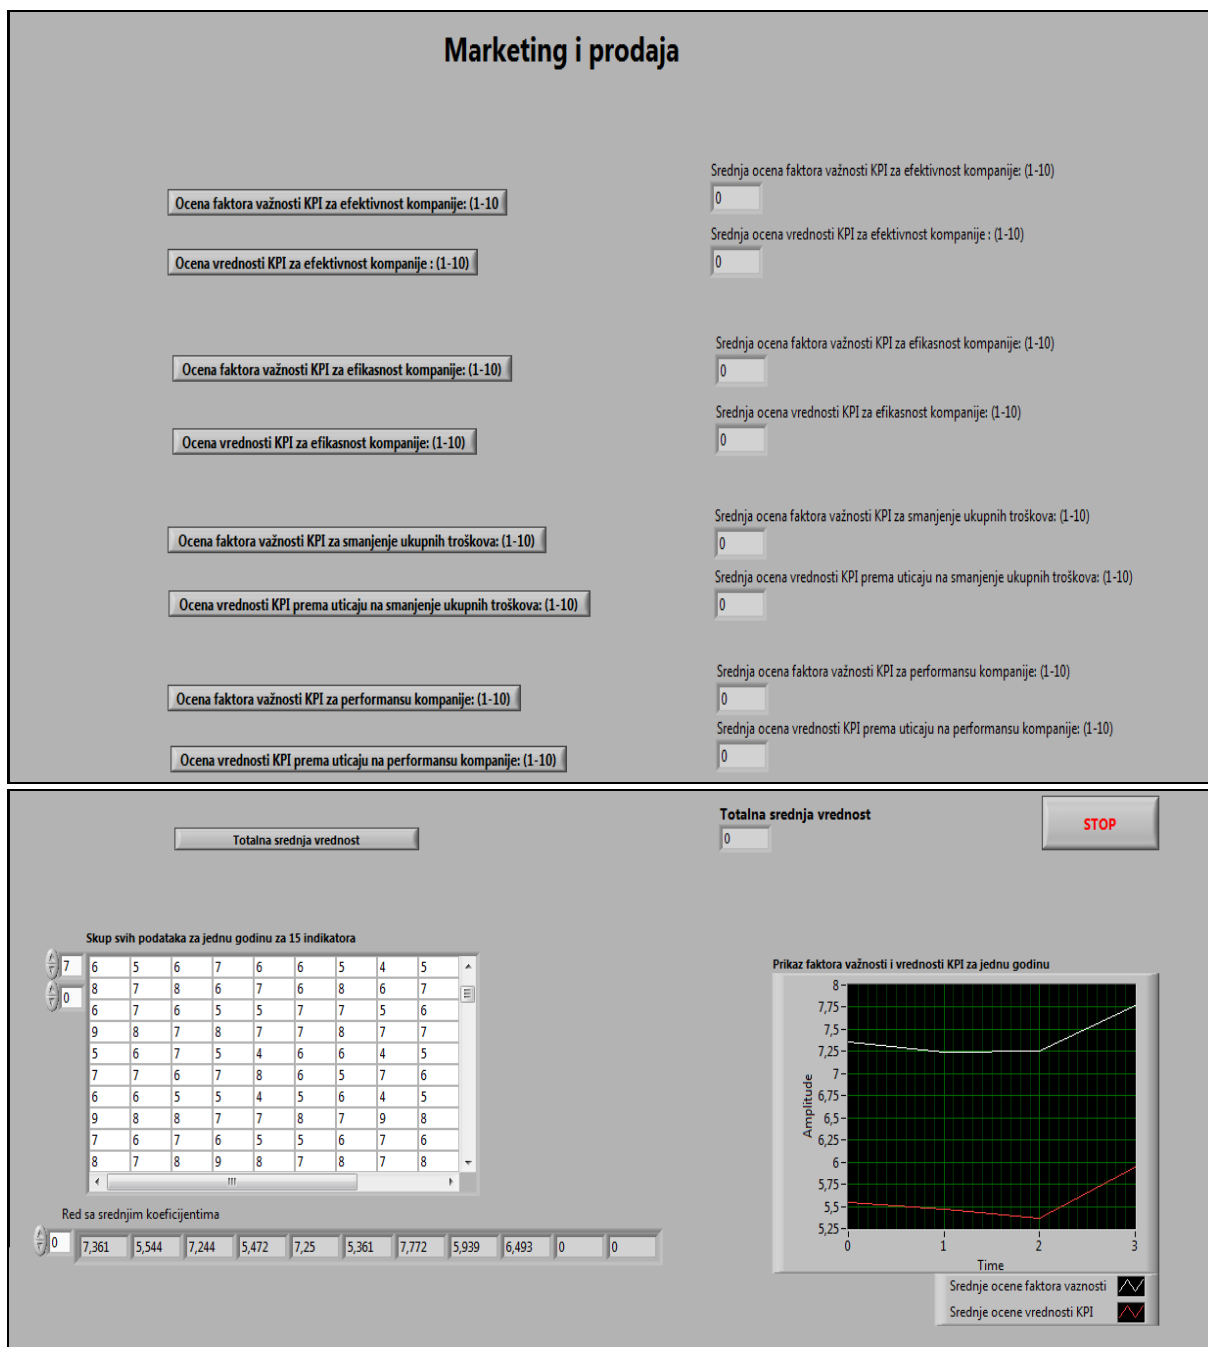 Marketing i prodaja
Ocena faktora važnosti KPI za efektivnost kompanije: (1-10
Srednja ocena faktora važnosti KPI za efektivnost kompanije: (1-10)
0
Ocena vrednosti KPI za efektivnost kompanije : (1-10)
Srednja ocena vrednosti KPI za efektivnost kompanije : (1-10)
0
Ocena faktora važnosti KPI za efikasnost kompanije: (1-10)
Srednja ocena faktora važnosti KPI za efikasnost kompanije: (1-10)
0
Ocena vrednosti KPI za efikasnost kompanije: (1-10)
Srednja ocena vrednosti KPI za efikasnost kompanije: (1-10)
0
Ocena faktora važnosti KPI za smanjenje ukupnih troškova: (1-10)
Srednja ocena faktora važnosti KPI za smanjenje ukupnih troškova: (1-10)
0
Ocena vrednosti KPI prema uticaju na smanjenje ukupnih troškova: (1-10)
Srednja ocena vrednosti KPI prema uticaju na smanjenje ukupnih troškova: (1-10)
0
Ocena faktora važnosti KPI za performansu kompanije: (1-10)
Srednja ocena faktora važnosti KPI za performansu kompanije: (1-10)
0
Ocena vrednosti KPI prema uticaju na performansu kompanije: (1-10)
Srednja ocena vrednosti KPI prema uticaju na performansu kompanije: (1-10)
0
Totalna srednja vrednost
Totalna srednja vrednost
0
STOP
Skup svih podataka za jednu godinu za 15 indikatora
7
0
6 5 6 7 6 6 5 4 5
8 7 8 6 7 6 8 6 7
6 7 6 5 5 7 7 5 6
9 8 7 8 7 7 8 7 7
5 6 7 5 4 6 6 4 5
7 7 6 7 8 6 5 7 6
6 6 5 5 4 5 6 4 5
9 8 8 7 7 8 7 9 8
7 6 7 6 5 5 6 7 6
8 7 8 9 8 7 8 7 8
Red sa srednjim koeficijentima
0 7,361 5,544 7,244 5,472 7,25 5,361 7,772 5,939 6,493 0 0
Prikaz faktora važnosti i vrednosti KPI za jednu godinu
8
7,75
7,5
7,25
7
6,75
6,5
6,25
6
5,75
5,5
5,25
Amplitude
0 1 2 3
Time
Srednje ocene faktora vaznosti
Srednje ocene vrednosti KPI